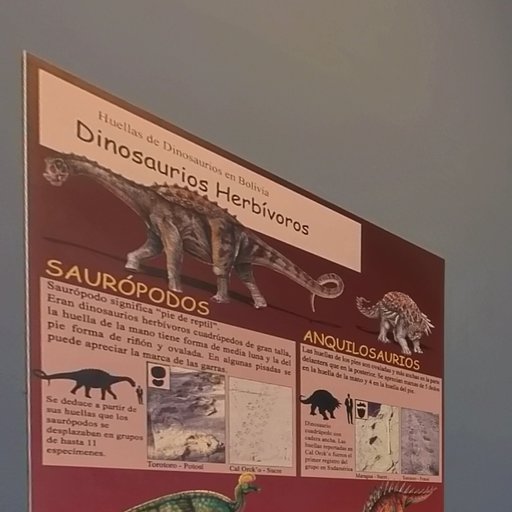 Huellas de Dinosaurios en Bolivia
Dinosaurios Herbívoros
SAURÓPODOS
Saurópodo significa "pie de reptil".
Eran dinosaurios herbívoros cuadrúpedos de gran talla,
la huella de la mano tiene forma de media luna y la del
pie forma de riñón y ovalada. En algunas pisadas se
puede apreciar la marca de las garras.
Se deduce a partir de
sus huellas que los
saurópodos se
desplazaban en grupos
de hasta 11
especímenes.
Torotoro - Potosí
Cal Orck'o - Sucre
ANQUILOSAURIOS
Las huellas de los pies son ovaladas y más anchas en la parte
delantera que en la posterior. Se aprecian marcas de 5 dedos
en la huella de la mano y 4 en la huella del pie.
Dinosaurio
cuadrúpedo con
cadera ancha. Las
huellas reportadas en
Cal Orck'o fueron el
primer registro del
grupo en Sudamérica
Maragua - Sucre
Torotoro - Potosí